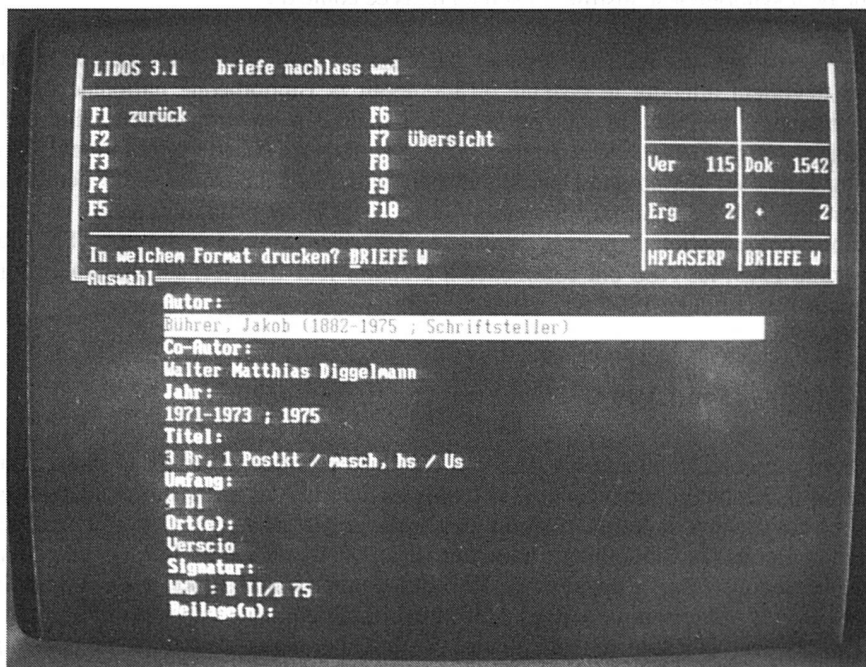 LIDOS 3.1 briefe nachlass wmd
F1 zurück F6
F2 F7 Übersicht
F3 F8 Ver 115 Dok 1542
F4 F9
F5 F10 Erg 2 + 2
In welchem Format drucken? BRIEFE W HPLASERP BRIEFE W
Auswahl
Autor:
Bührer, Jakob (1882-1975 ; Schriftsteller)
Co-Autor:
Walter Matthias Diggelmann
Jahr:
1971-1973 ; 1975
Titel:
3 Br, 1 Postkt / masch, hs / Us
Umfang:
4 Bl
Ort(e):
Verscio
Signatur:
WMD : B II/B 75
Beilage(n):